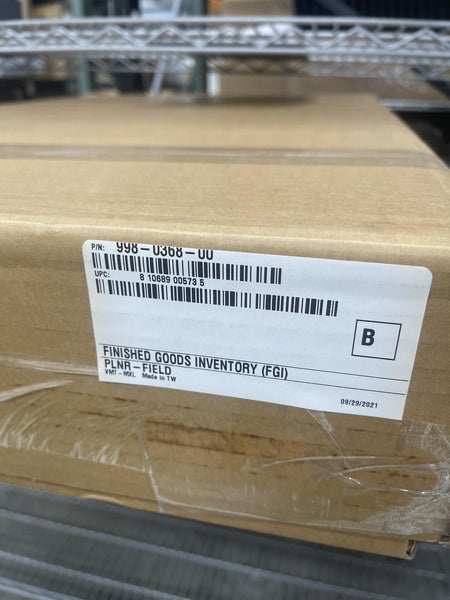 P/N: 998-0368-00
UPC: 8 10689 00573 5
B
FINISHED GOODS INVENTORY (FGI)
PLNR-FIELD
VMT-MXL Made in TW
09/29/2021